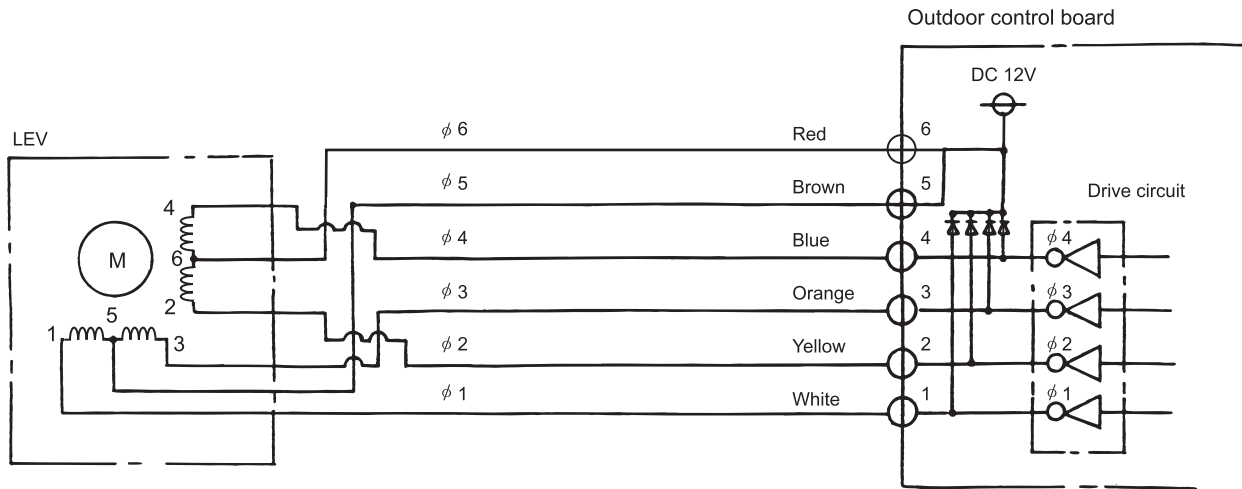 Outdoor control board
DC 12V
LEV
ϕ 6 Red 6
ϕ 5 Brown 5
Drive circuit
4 ϕ 4 Blue 4 ϕ 4
M 6
2 ϕ 3 Orange 3 ϕ 3
5
1 3 ϕ 2 Yellow 2 ϕ 2
ϕ 1 White 1 ϕ 1